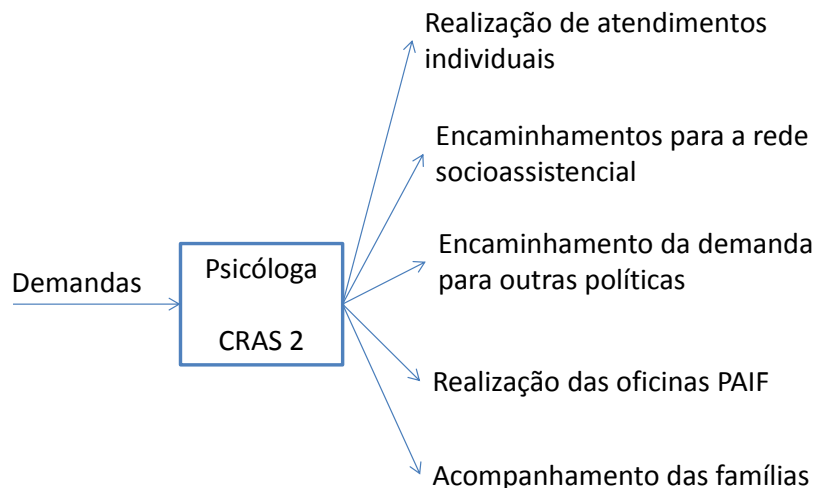 Realização de atendimentos
individuais
Encaminhamentos para a rede
socioassistencial
Encaminhamento da demanda
para outras políticas
Demandas
Psicóloga
CRAS 2
Realização das oficinas PAIF
Acompanhamento das famílias